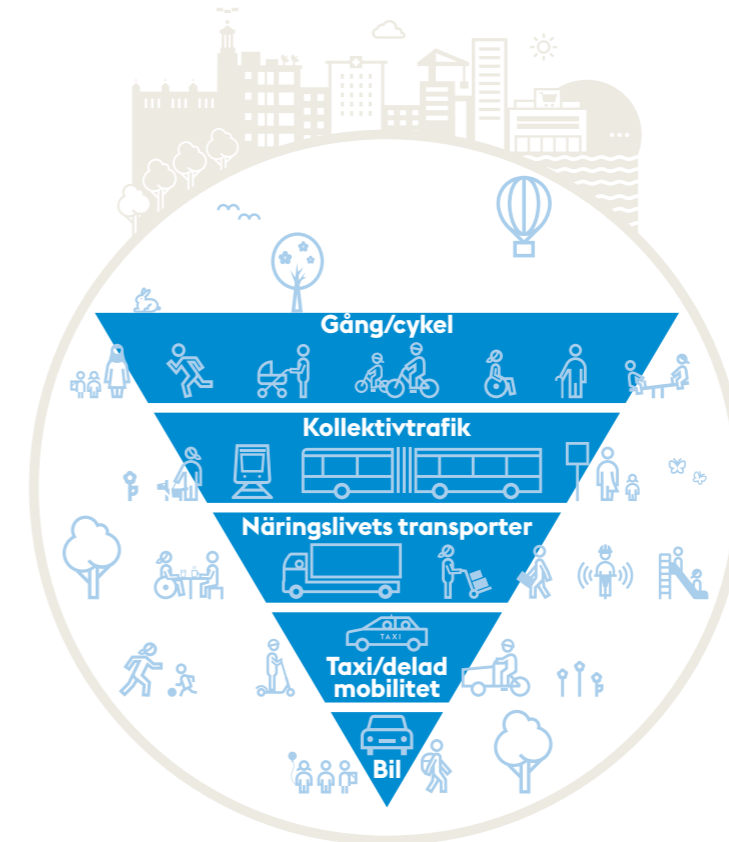 Gång/cykel
Kollektivtrafik
Näringslivets transporter
TAXI
Taxi/delad
mobilitet
Bil